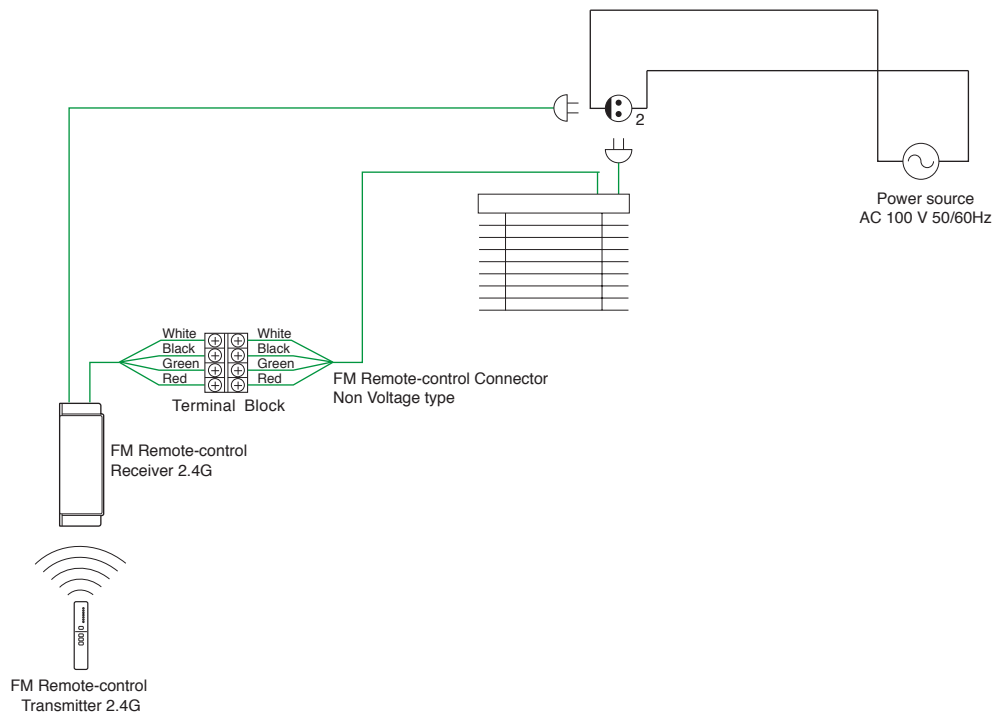 2
Power source
AC 100 V 50/60Hz
White White
Black Black
Green Green
Red Red
Terminal Block
FM Remote-control Connector
Non Voltage type
FM Remote-control
Receiver 2.4G
FM Remote-control
Transmitter 2.4G